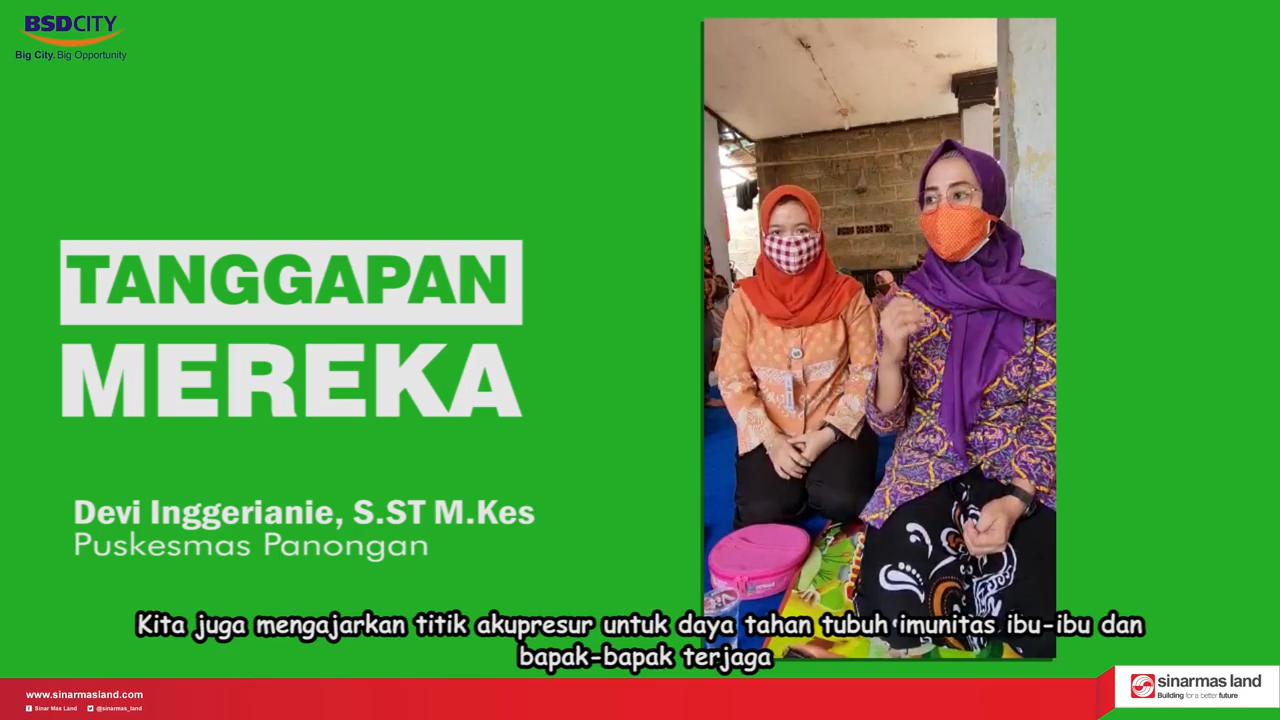 BSDCITY
Big City. Big Opportunity
TANGGAPAN
MEREKA
Devi Inggerianie, S.ST M.Kes
Puskesmas Panongan
Kita juga mengajarkan titik akupresur untuk daya tahan tubuh imunitas ibu-ibu dan
bapak-bapak terjaga
www.sinarmasland.com
Sinar Mas Land @sinarmas_land
sinarmas land
Building for a better future